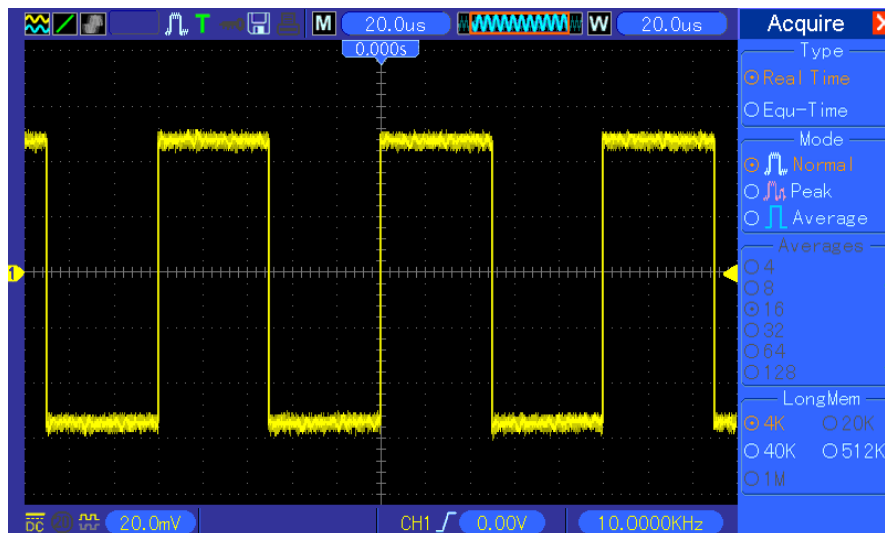 T M 20.0us W 20.0us
0.000s
1
DC 20.0mV CH1 0.00V 10.0000KHz
Acquire
Type
Real Time
Equ-Time
Mode
Normal
Peak
Average
Averages
4
8
16
32
64
128
LongMem
4K 20K
40K 512K
1M